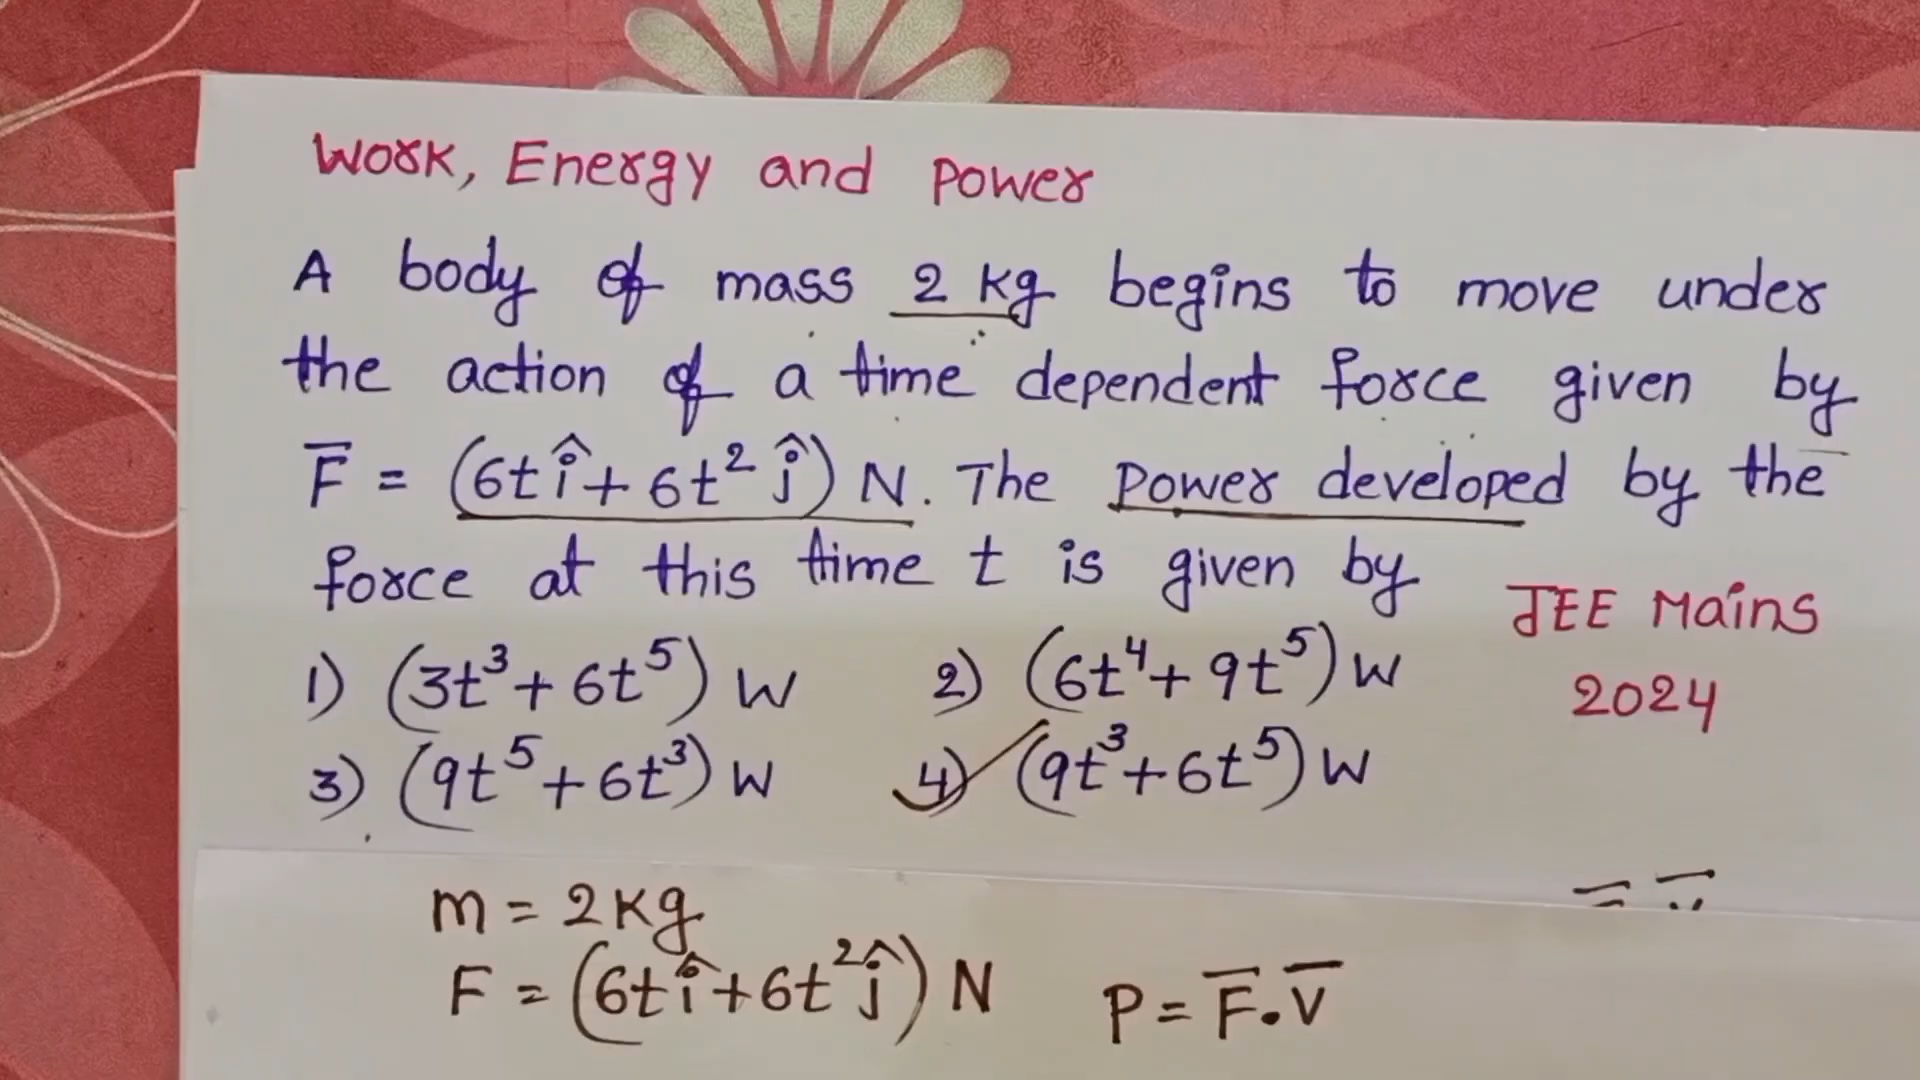 Work, Energy and Power
A body of mass 2 kg begins to move under
the action of a time dependent force given by
F̅ = (6t î + 6t² ĵ) N. The Power developed by the
force at this time t is given by
JEE Mains
2024
1) (3t³ + 6t⁵) W 2) (6t⁴ + 9t⁵) W
3) (9t⁵ + 6t³) W 4) (9t³ + 6t⁵) W
m = 2 Kg
F = (6t î + 6t² ĵ) N P = F̅ . V̅